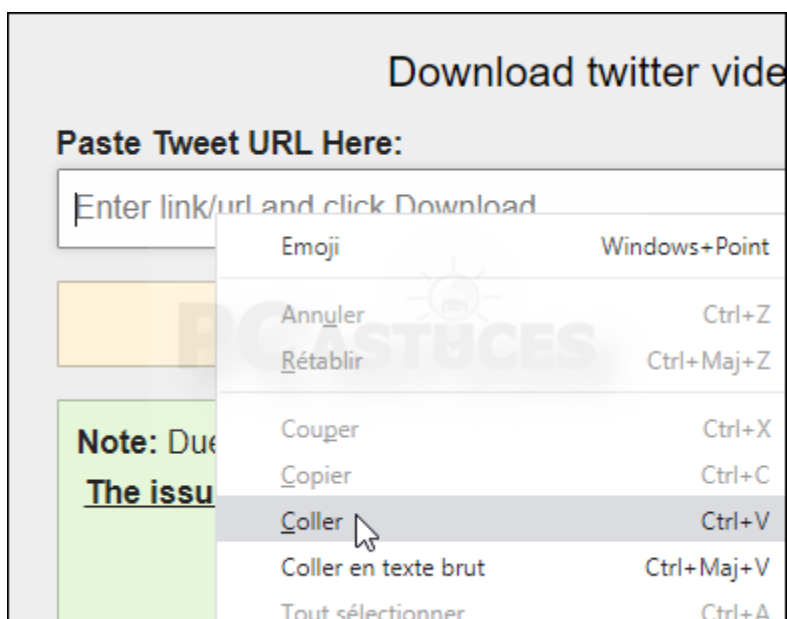 Download twitter vide
Paste Tweet URL Here:
Enter link/url and click Download
Emoji Windows+Point
Annuler Ctrl+Z
PC ASTUCES
Rétablir Ctrl+Maj+Z
Couper Ctrl+X
Note: Due
Copier Ctrl+C
The issu
Coller Ctrl+V
Coller en texte brut Ctrl+Maj+V
Tout sélectionner Ctrl+A